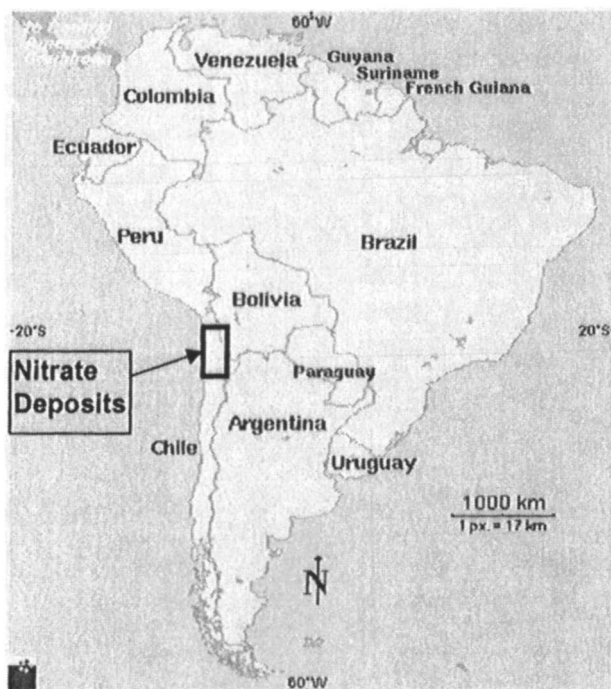 60°W
Venezuela
Guyana
Suriname
French Guiana
Colombia
Ecuador
Peru
Brazil
Bolivia
-20°S
20°S
Nitrate
Deposits
Paraguay
Argentina
Chile
Uruguay
1000 km
1 px. = 17 km
N
60°W